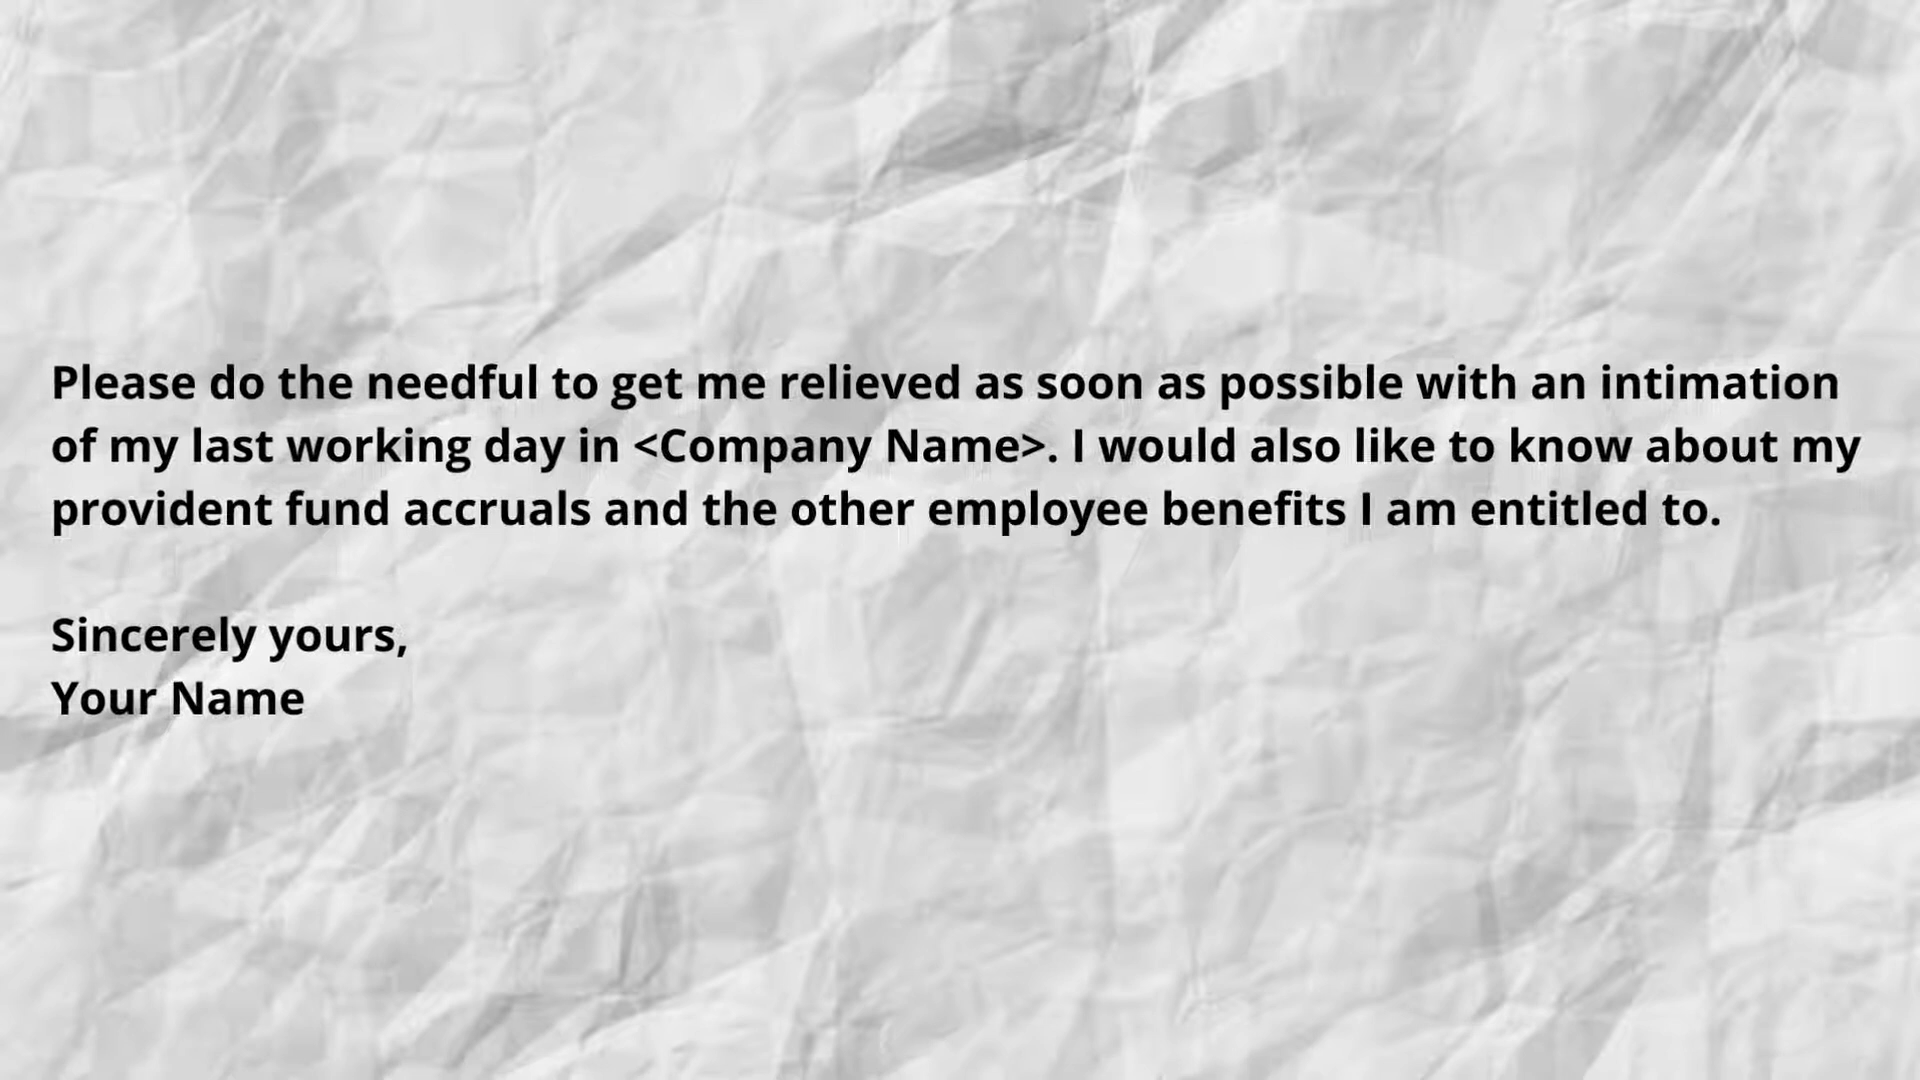 Please do the needful to get me relieved as soon as possible with an intimation
of my last working day in <Company Name>. I would also like to know about my
provident fund accruals and the other employee benefits I am entitled to.
Sincerely yours,
Your Name